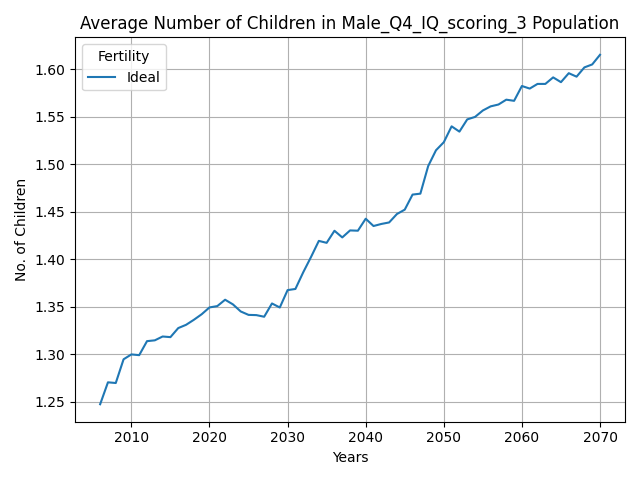 Average Number of Children in Male_Q4_IQ_scoring_3 Population
Fertility
Ideal
1.60
1.55
1.50
1.45
1.40
1.35
1.30
1.25
No. of Children
2010 2020 2030 2040 2050 2060 2070
Years